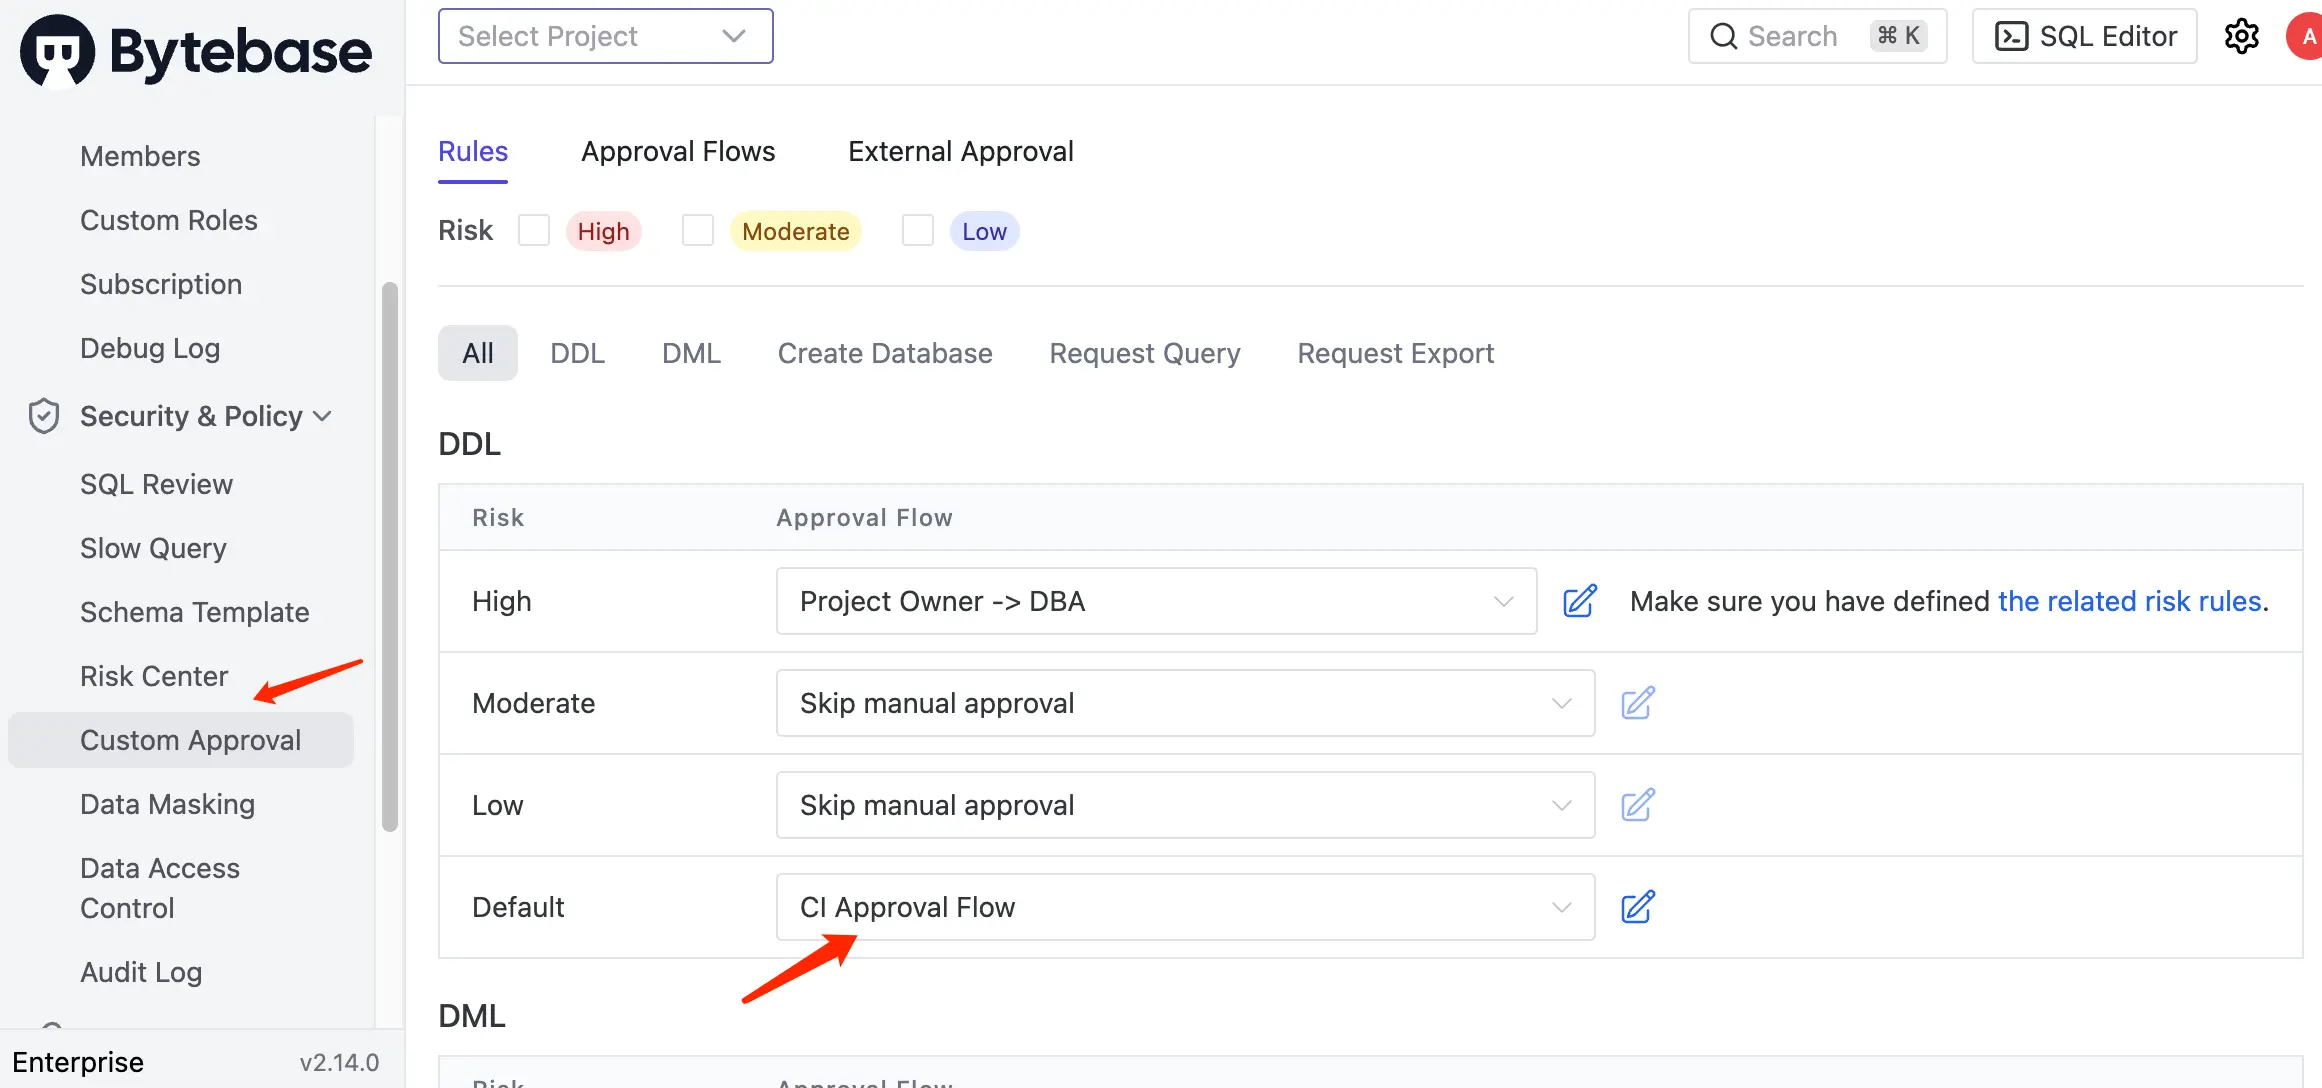 Bytebase
Members
Custom Roles
Subscription
Debug Log
Security & Policy
SQL Review
Slow Query
Schema Template
Risk Center
Custom Approval
Data Masking
Data Access
Control
Audit Log
Enterprise v2.14.0
Select Project
Search ⌘ K
SQL Editor
A
Rules Approval Flows External Approval
Risk High Moderate Low
All DDL DML Create Database Request Query Request Export
DDL
Risk Approval Flow
High Project Owner -> DBA Make sure you have defined the related risk rules.
Moderate Skip manual approval
Low Skip manual approval
Default CI Approval Flow
DML
Risk Approval Flow